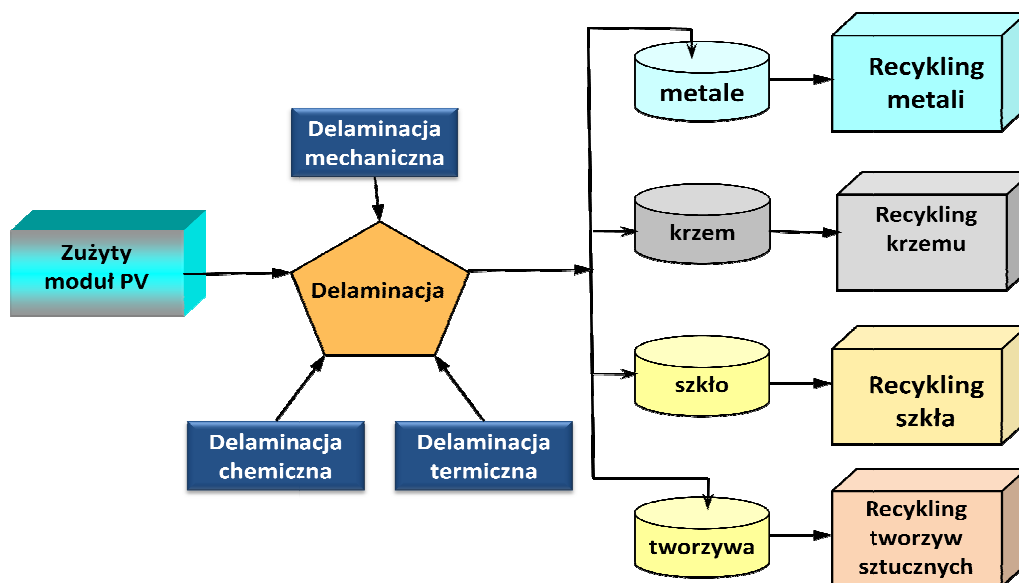 Zużyty
moduł PV
Delaminacja
mechaniczna
Delaminacja
Delaminacja
chemiczna
Delaminacja
termiczna
metale
Recykling
metali
krzem
Recykling
krzemu
szkło
Recykling
szkła
tworzywa
Recykling
tworzyw
sztucznych